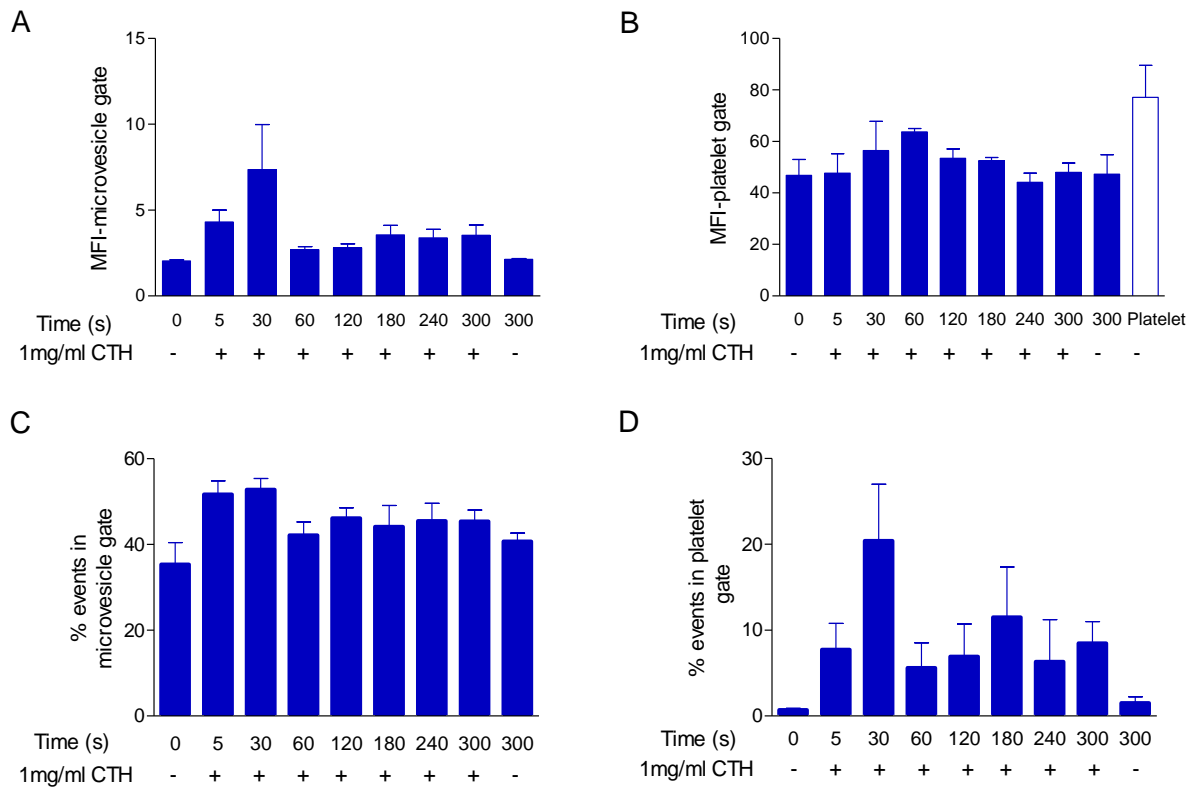 A
MFI-microvesicle gate
15
10
5
0
Time (s) 0 5 30 60 120 180 240 300 300
1mg/ml CTH - + + + + + + + -
B
MFI-platelet gate
100
80
60
40
20
0
Time (s) 0 5 30 60 120 180 240 300 300 Platelet
1mg/ml CTH - + + + + + + + - -
C
% events in
microvesicle gate
60
40
20
0
Time (s) 0 5 30 60 120 180 240 300 300
1mg/ml CTH - + + + + + + + -
D
% events in platelet
gate
30
20
10
0
Time (s) 0 5 30 60 120 180 240 300 300
1mg/ml CTH - + + + + + + + -